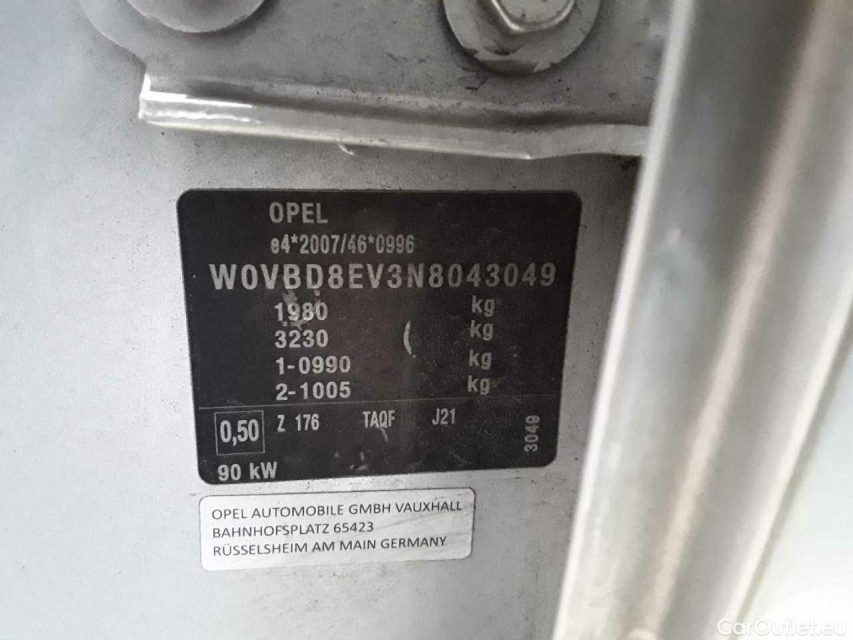 OPEL
e4*2007/46*0996
W0VBD8EV3N8043049
1980 kg
3230 kg
1-0990 kg
2-1005 kg
0,50 Z 176 TAQF J21 3049
90 kW
OPEL AUTOMOBILE GMBH VAUXHALL
BAHNHOFSPLATZ 65423
RÜSSELSHEIM AM MAIN GERMANY
CarOutlet.eu